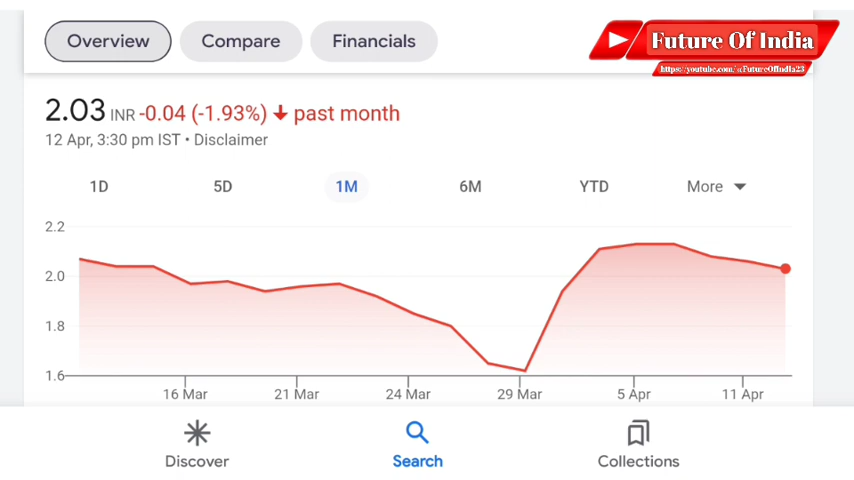 Overview Compare Financials
Future Of India
https://youtube.com/@FutureOfIndia23
2.03 INR -0.04 (-1.93%) past month
12 Apr, 3:30 pm IST • Disclaimer
1D 5D 1M 6M YTD More
2.2
2.0
1.8
1.6
16 Mar 21 Mar 24 Mar 29 Mar 5 Apr 11 Apr
Discover Search Collections